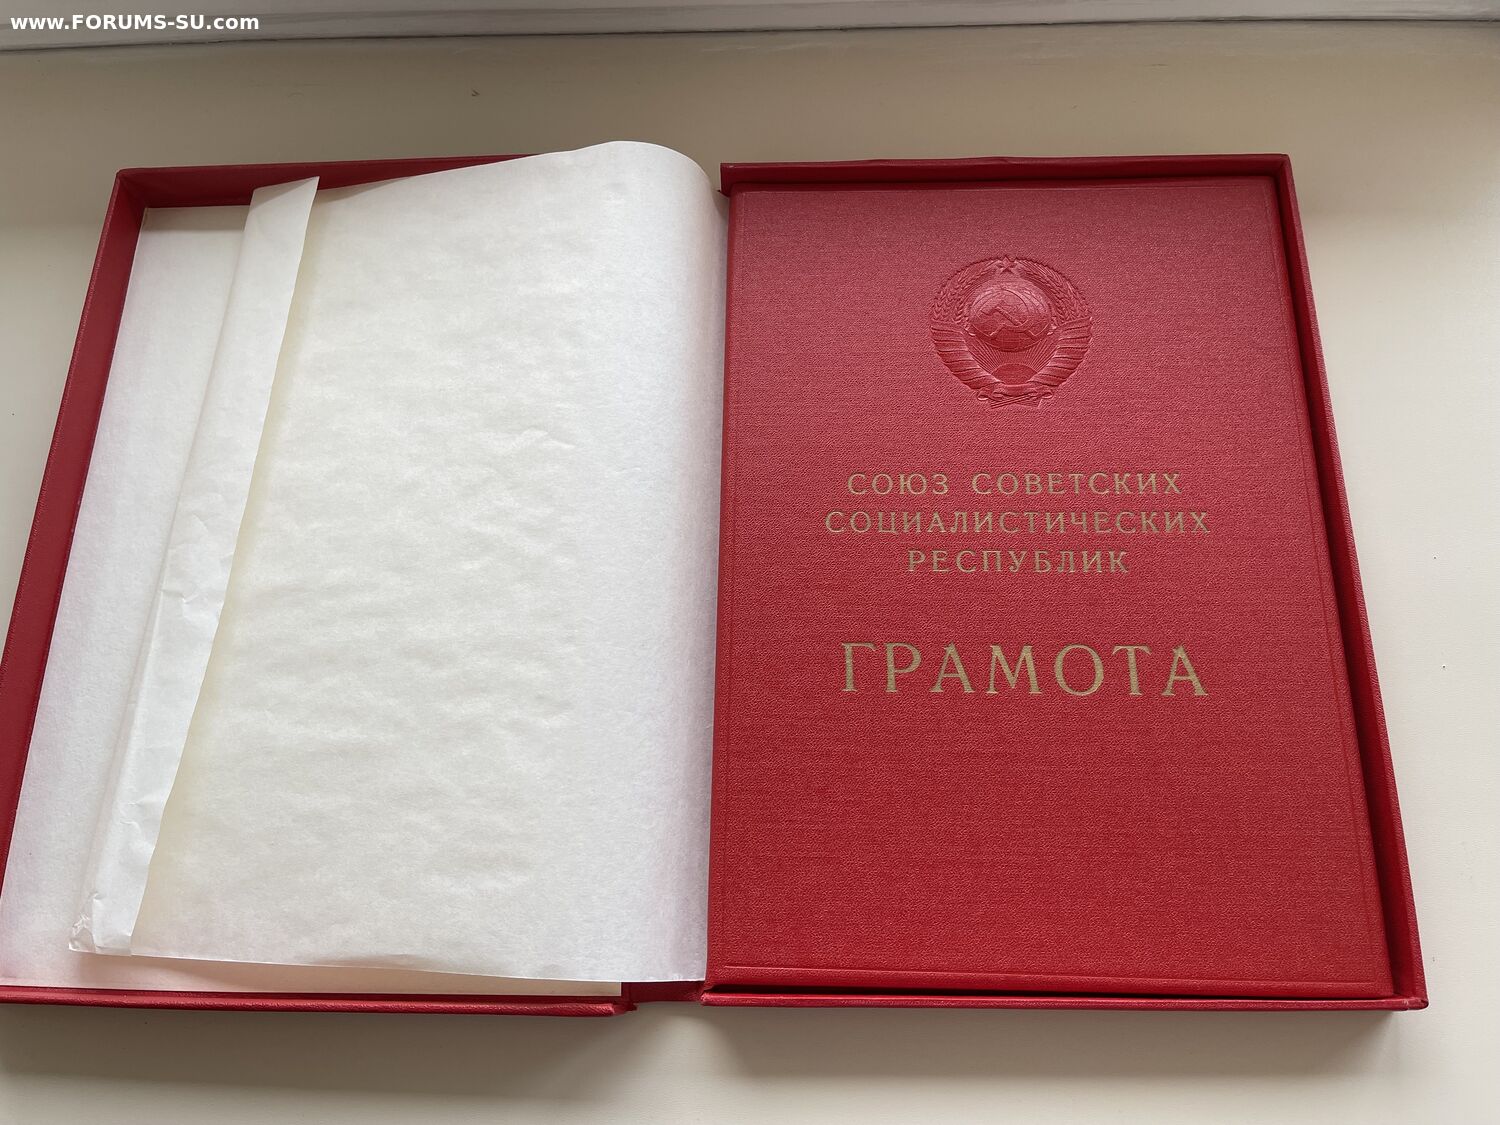 www.FORUMS-SU.com
СОЮЗ СОВЕТСКИХ
СОЦИАЛИСТИЧЕСКИХ
РЕСПУБЛИК
ГРАМОТА